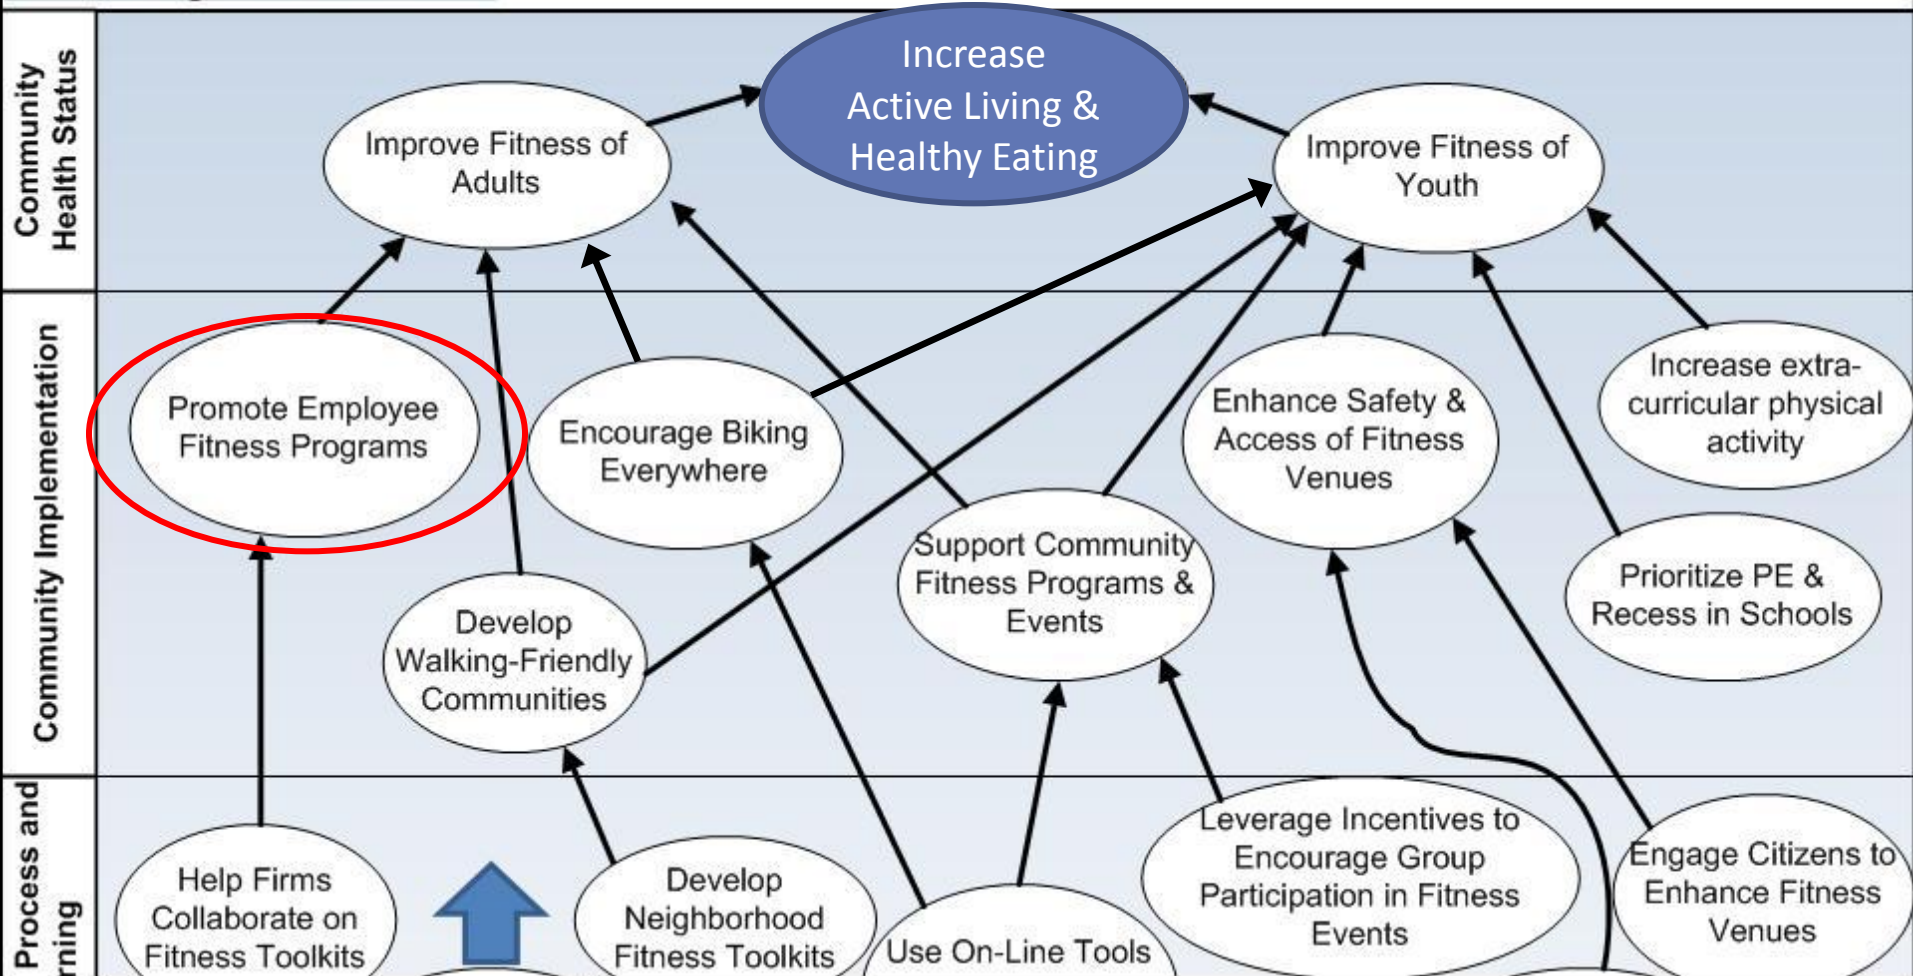 Community
Health Status
Increase
Active Living &
Healthy Eating
Improve Fitness of
Adults
Improve Fitness of
Youth
Community Implementation
Promote Employee
Fitness Programs
Encourage Biking
Everywhere
Enhance Safety &
Access of Fitness
Venues
Increase extra-
curricular physical
activity
Develop
Walking-Friendly
Communities
Support Community
Fitness Programs &
Events
Prioritize PE &
Recess in Schools
Process and
rning
Help Firms
Collaborate on
Fitness Toolkits
Develop
Neighborhood
Fitness Toolkits
Use On-Line Tools
Leverage Incentives to
Encourage Group
Participation in Fitness
Events
Engage Citizens to
Enhance Fitness
Venues